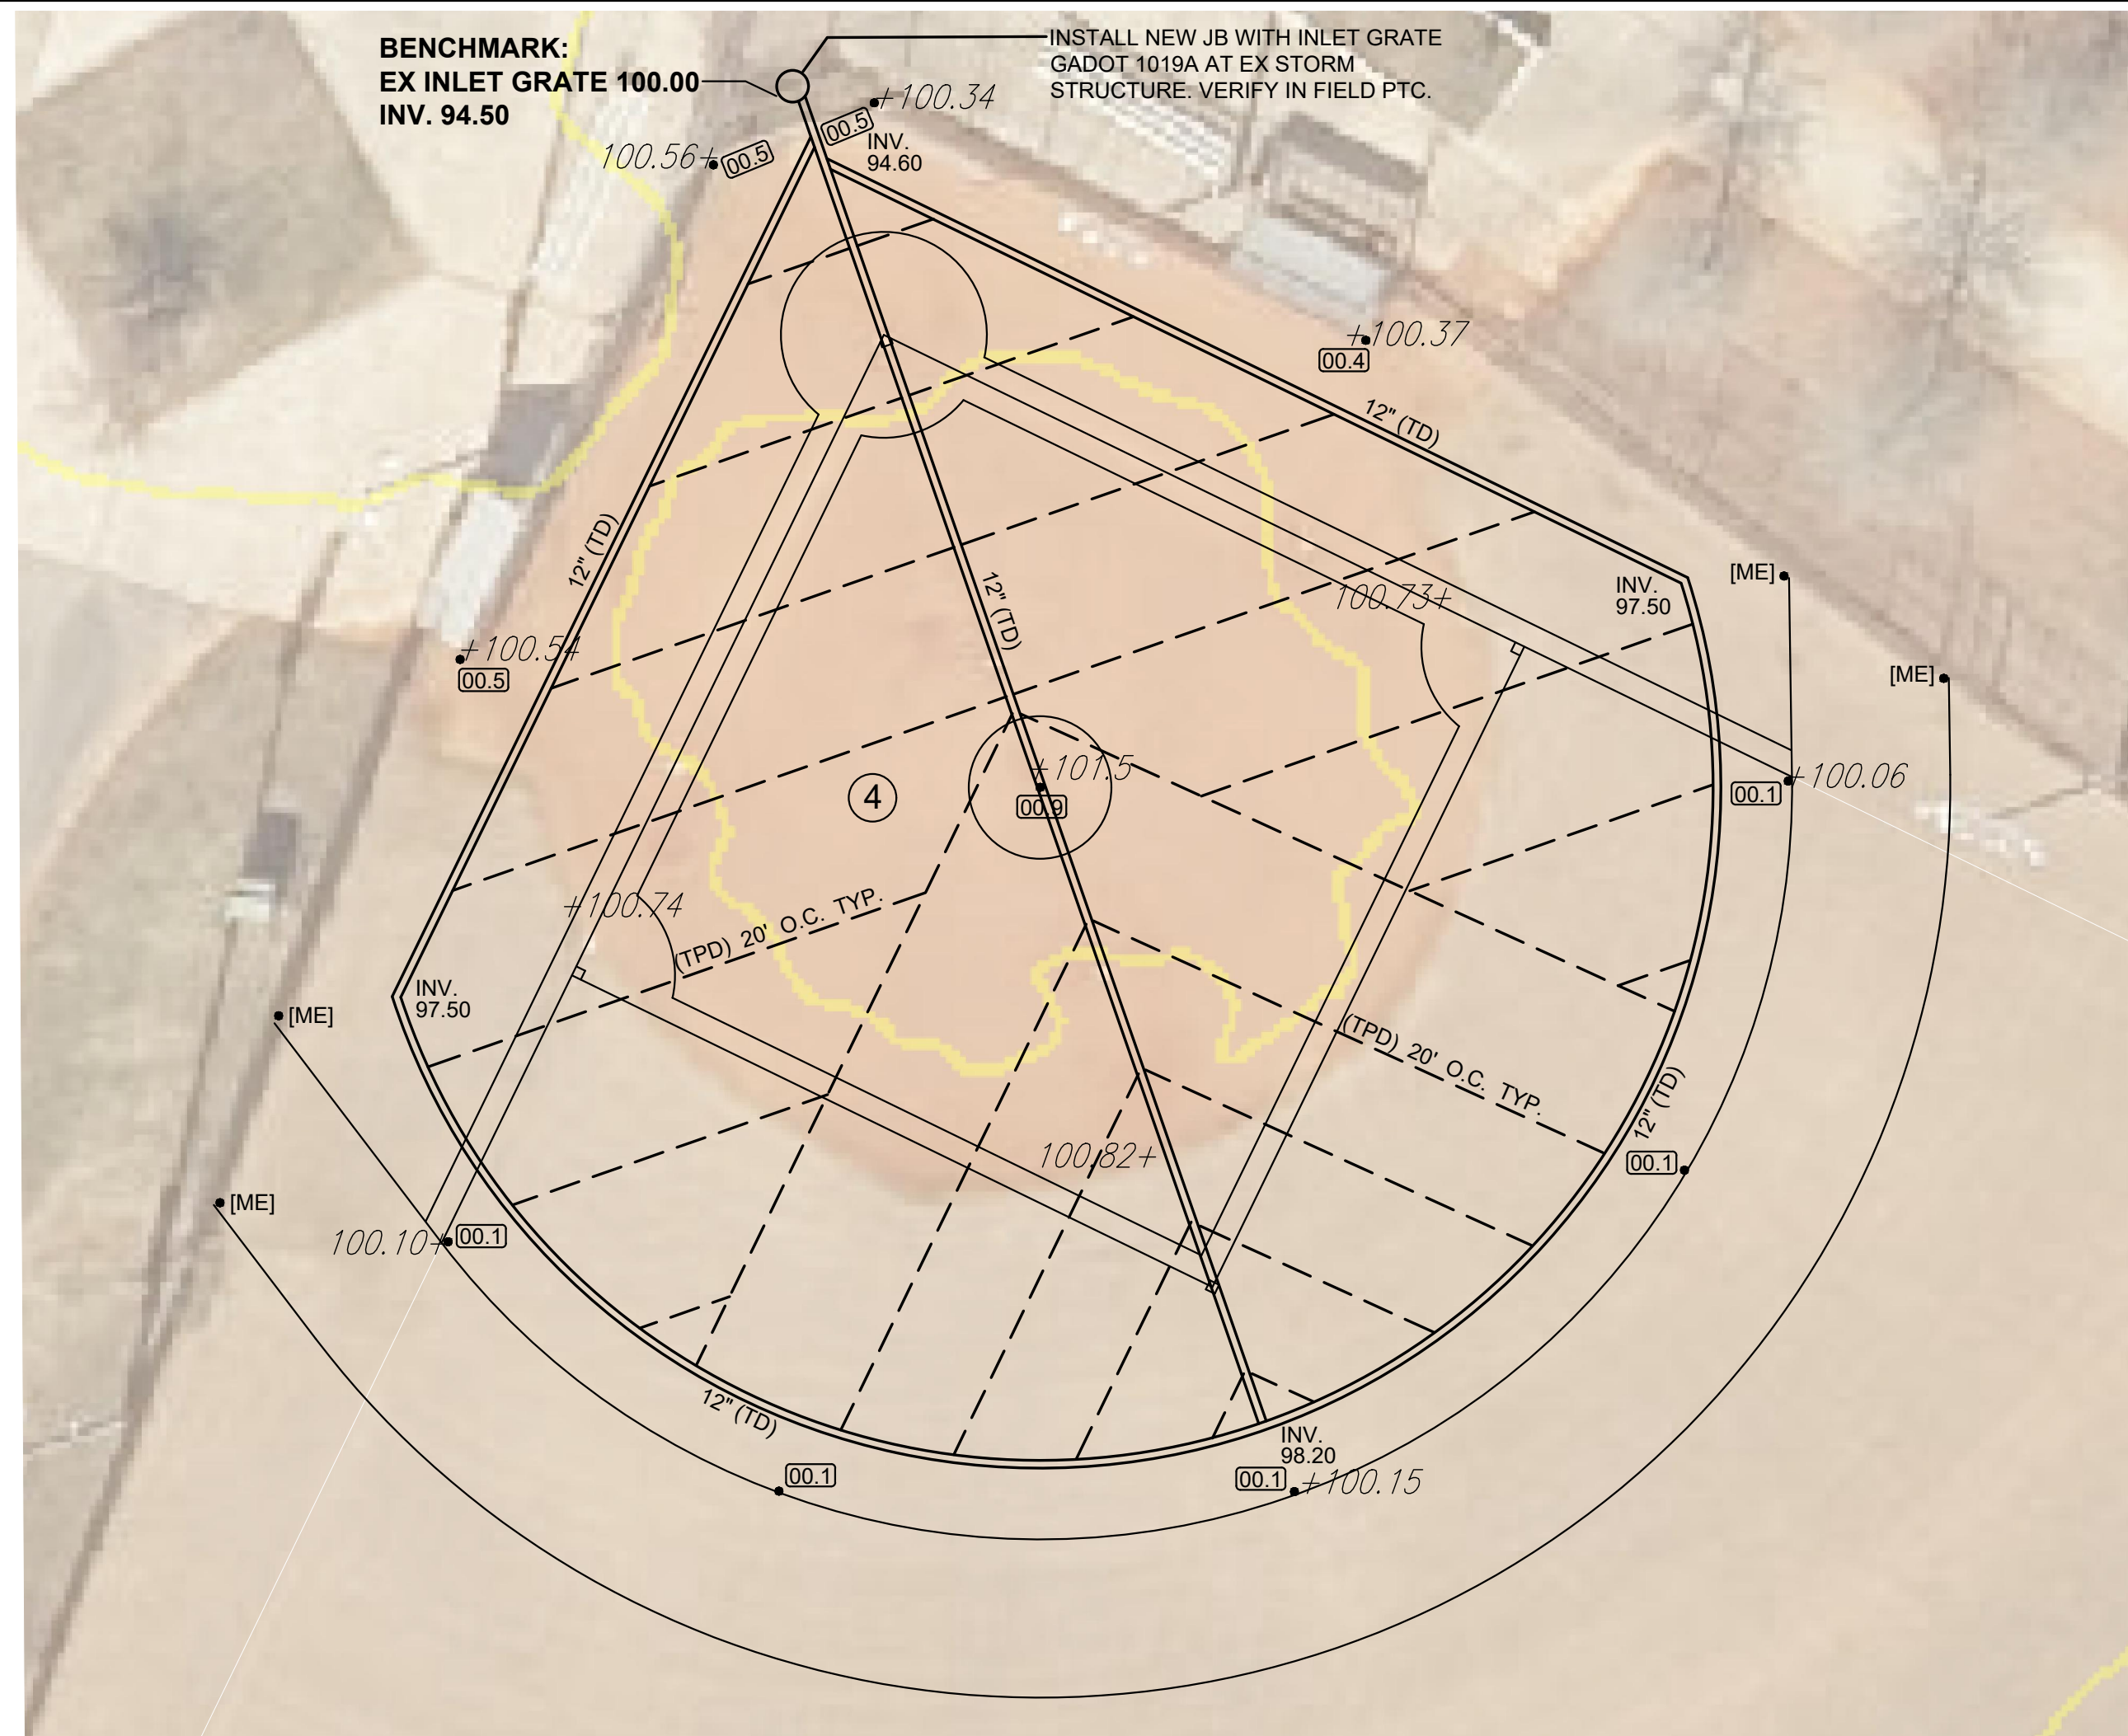 BENCHMARK:
EX INLET GRATE 100.00
INV. 94.50
INSTALL NEW JB WITH INLET GRATE
GADOT 1019A AT EX STORM
STRUCTURE. VERIFY IN FIELD PTC.
+100.34
00.5
100.56+
00.5
INV.
94.60
+100.37
00.4
12" (TD)
12" (TD)
12" (TD)
[ME]
INV.
97.50
100.73+
+100.54
00.5
[ME]
+101.5
00.9
4
+100.06
00.1
+100.74
(TPD) 20' O.C. TYP.
INV.
97.50
[ME]
(TPD) 20' O.C. TYP.
12" (TD)
100.82+
00.1
[ME]
100.10+
00.1
12" (TD)
INV.
98.20
00.1
00.1
+100.15